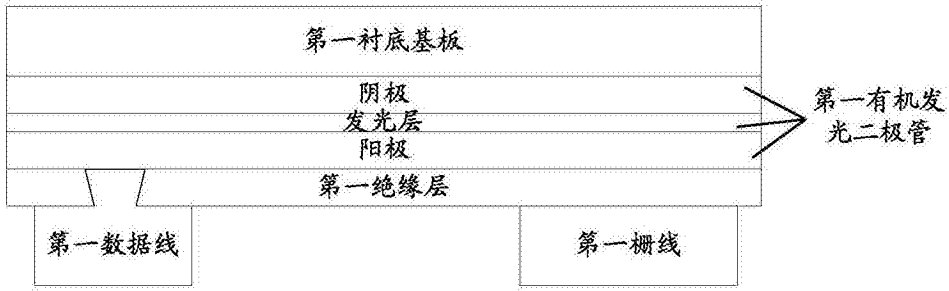 第一衬底基板
阴极
发光层
阳极
第一绝缘层
第一数据线
第一栅线
第一有机发
光二极管